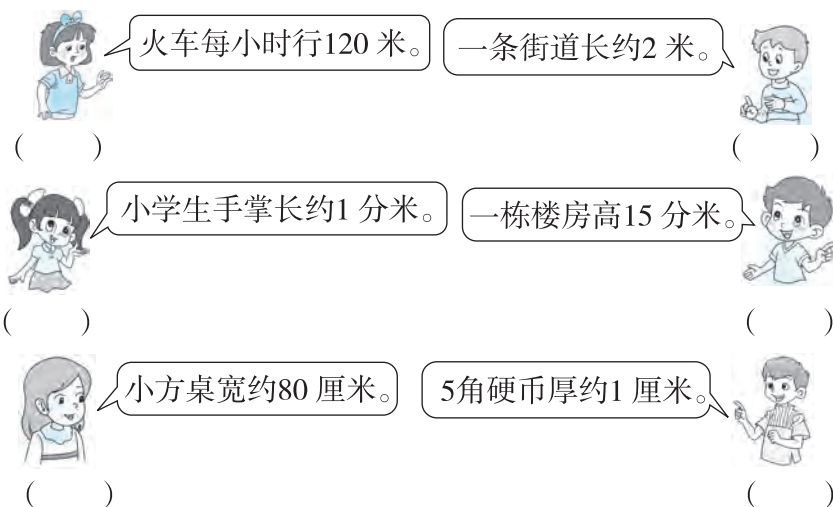 火车每小时行120 米。
一条街道长约2 米。
(  )
(  )
小学生手掌长约1 分米。
一栋楼房高15 分米。
(  )
(  )
小方桌宽约80 厘米。
5角硬币厚约1 厘米。
(  )
(  )